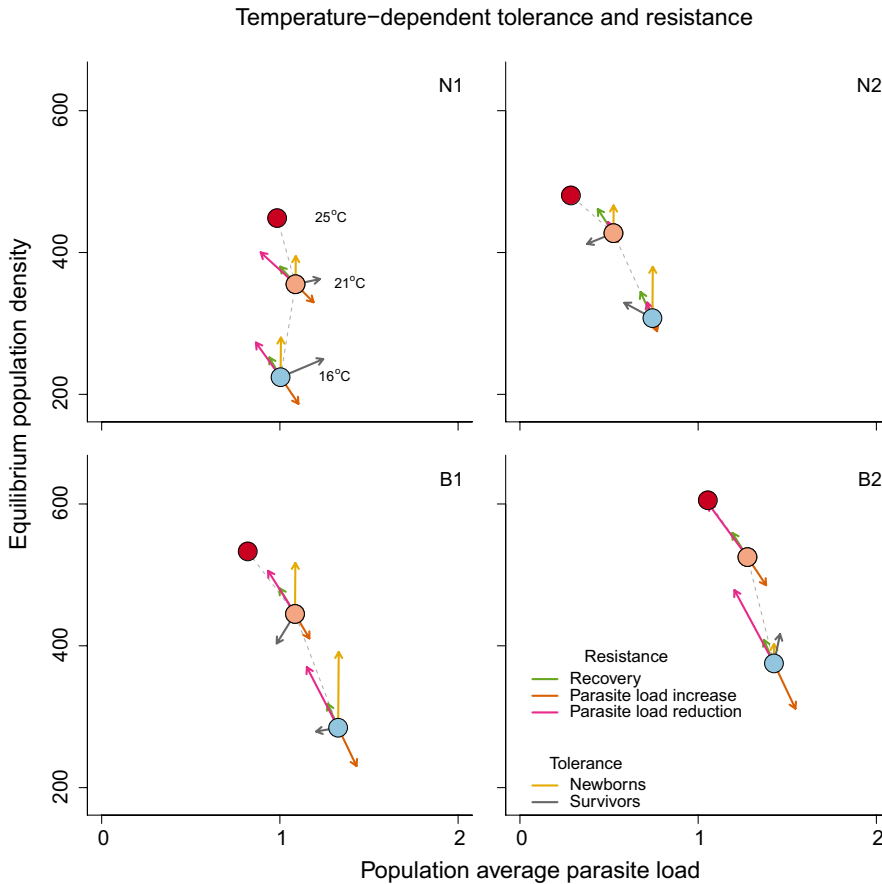 Temperature−dependent tolerance and resistance
N1
N2
600
400
200
25°C
21°C
16°C
Equilibrium population density
B1
B2
600
400
200
Resistance
Recovery
Parasite load increase
Parasite load reduction
Tolerance
Newborns
Survivors
0
1
2
0
1
2
Population average parasite load